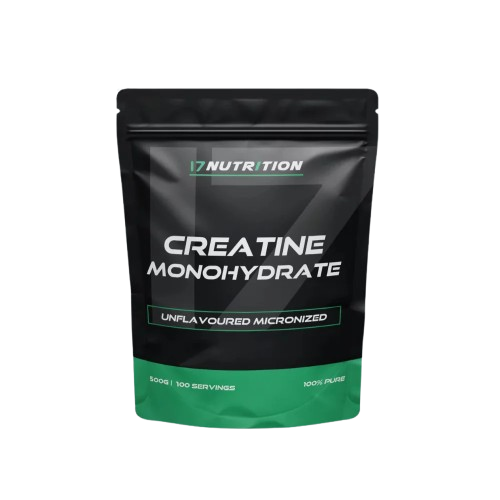 17NUTRITION
CREATINE
MONOHYDRATE
UNFLAVOURED MICRONIZED
500G | 100 SERVINGS 100% PURE